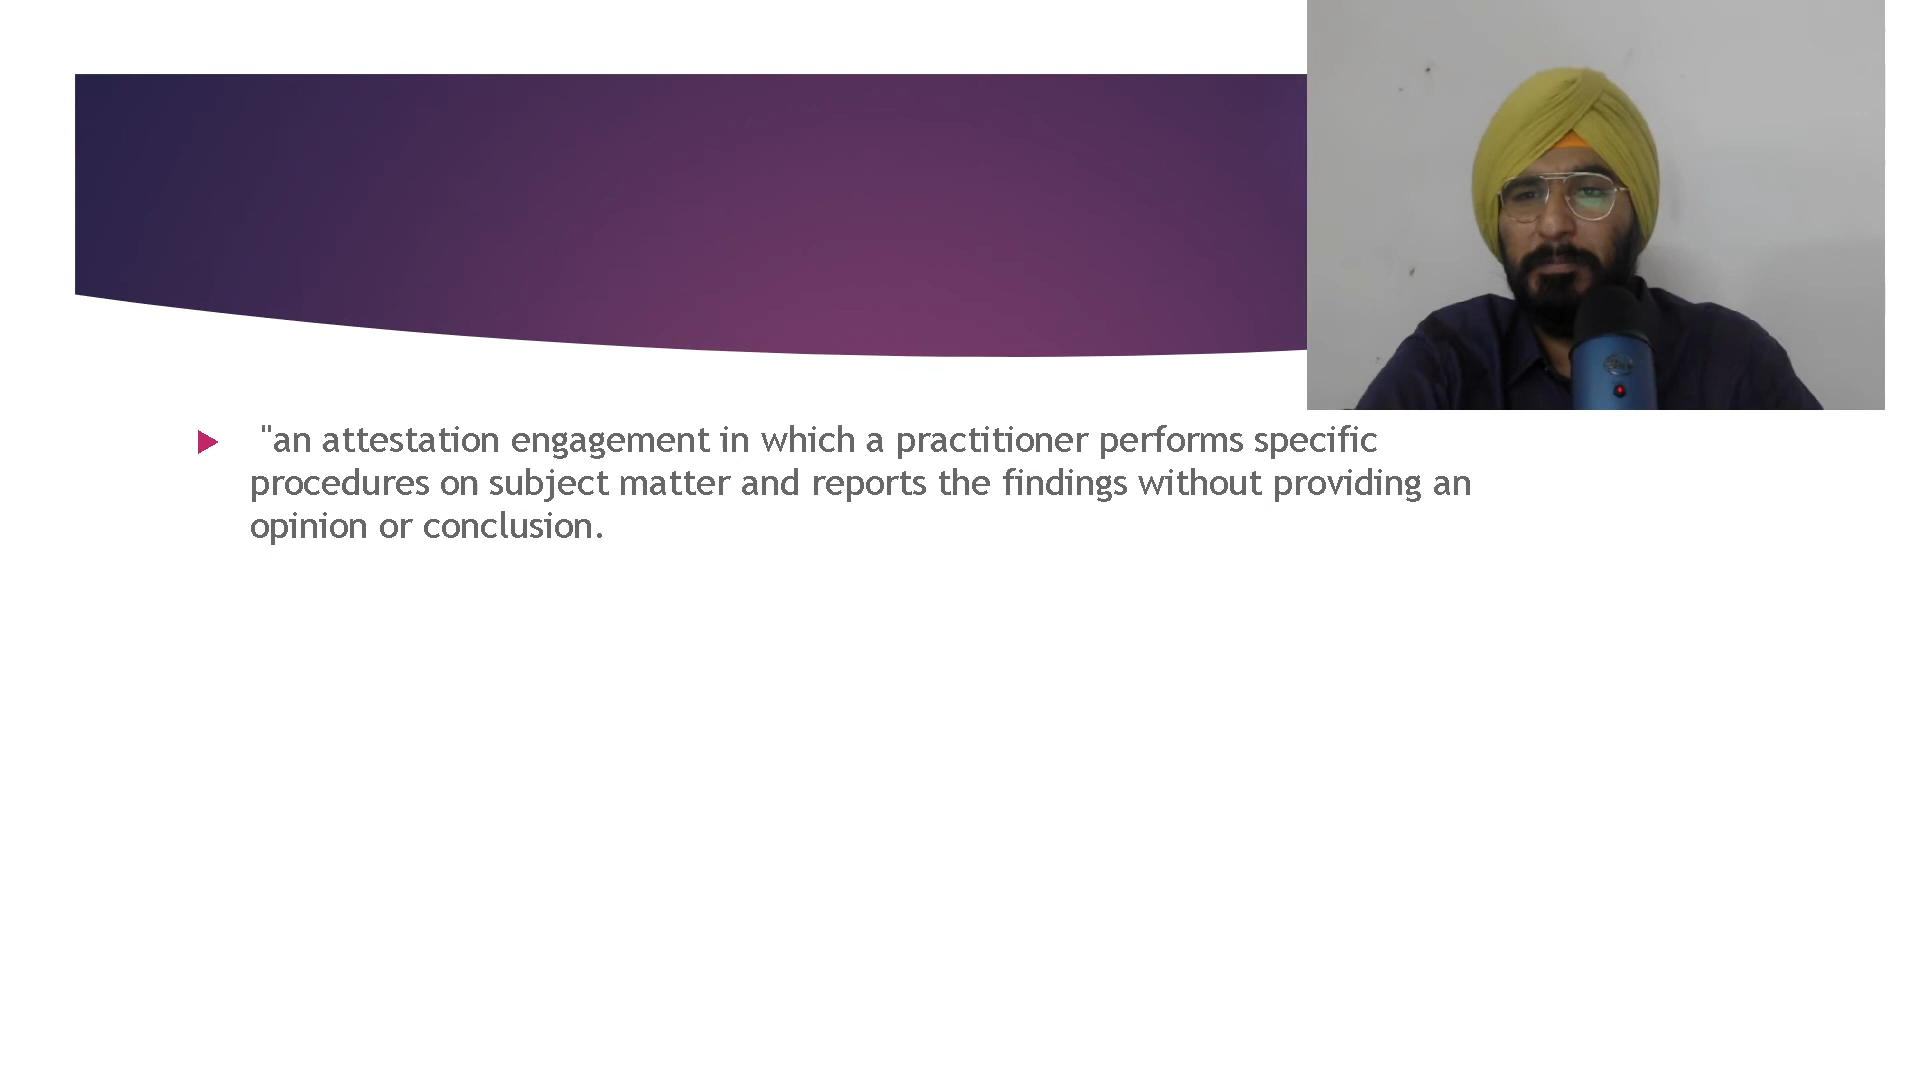 "an attestation engagement in which a practitioner performs specific
procedures on subject matter and reports the findings without providing an
opinion or conclusion.